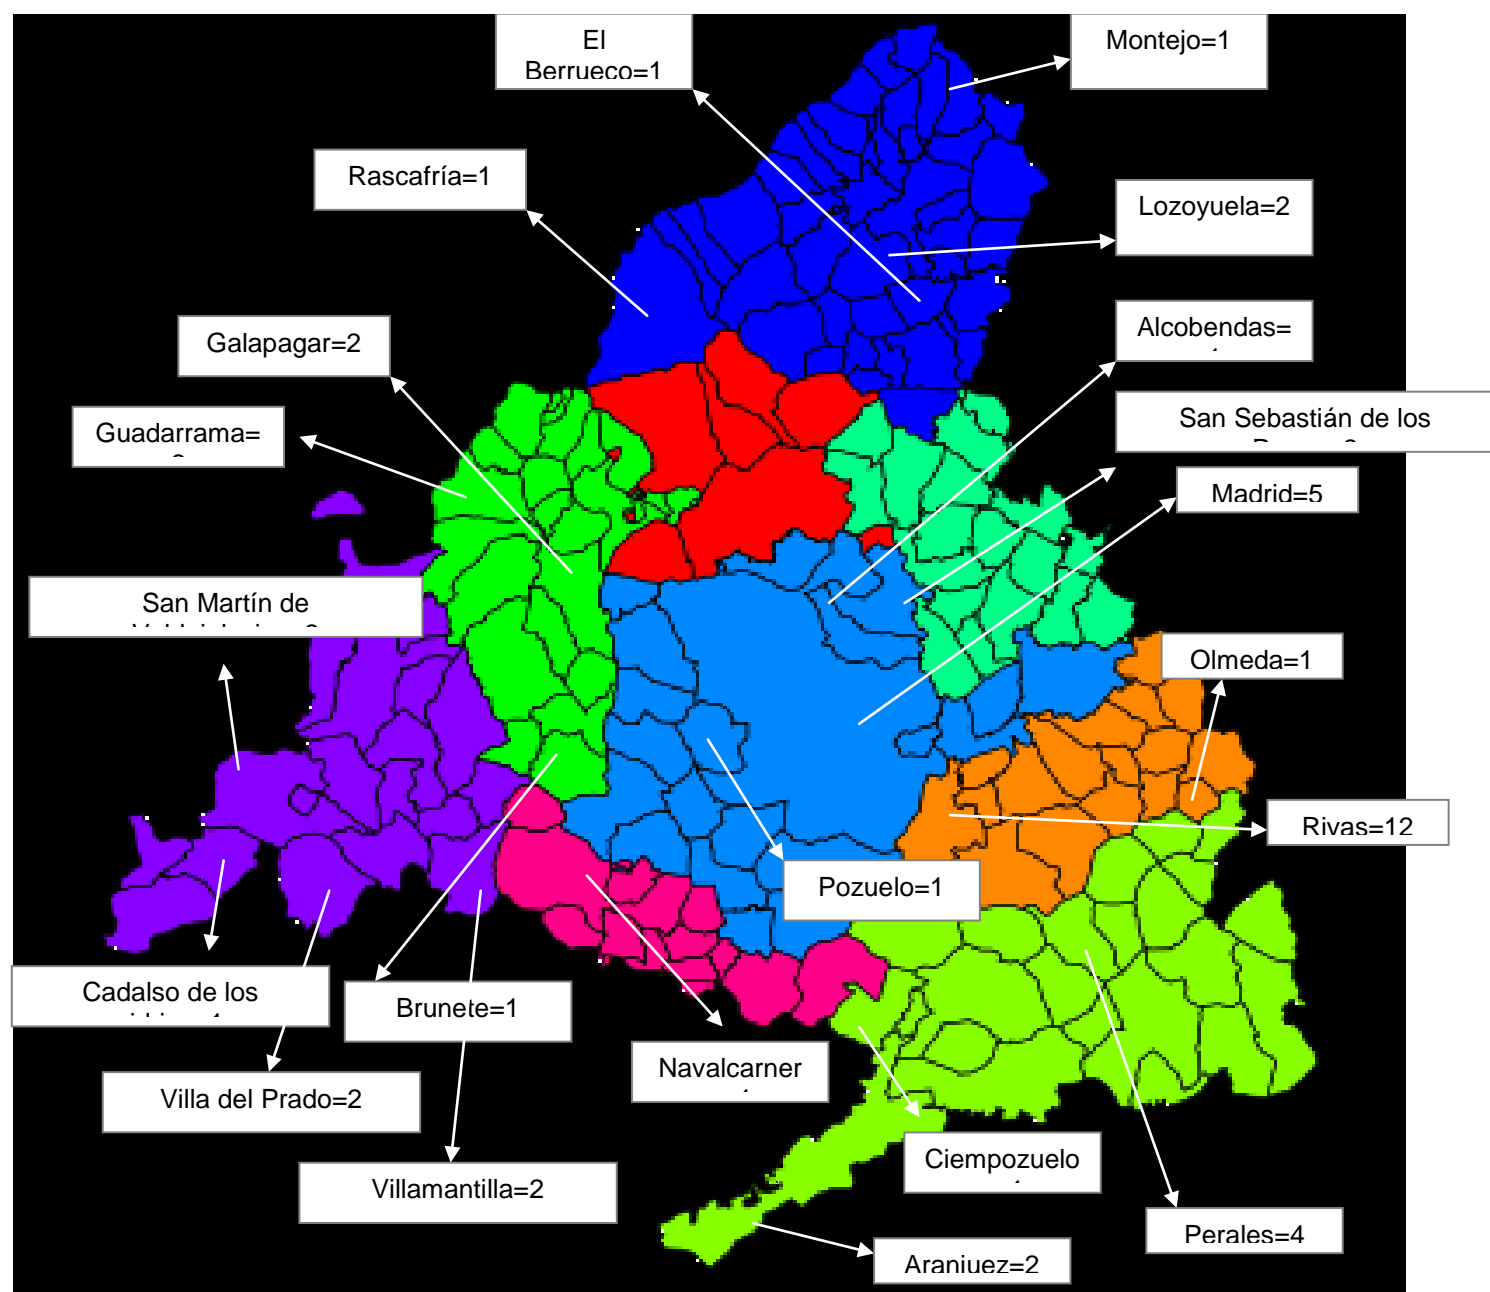 El
Berrueco=1
Montejo=1
Rascafría=1
Lozoyuela=2
Alcobendas=
Galapagar=2
San Sebastián de los
Guadarrama=
Madrid=5
San Martín de
Olmeda=1
Rivas=12
Pozuelo=1
Cadalso de los
Brunete=1
Navalcarner
Villa del Prado=2
Ciempozuelo
Villamantilla=2
Perales=4
Aranjuez=2